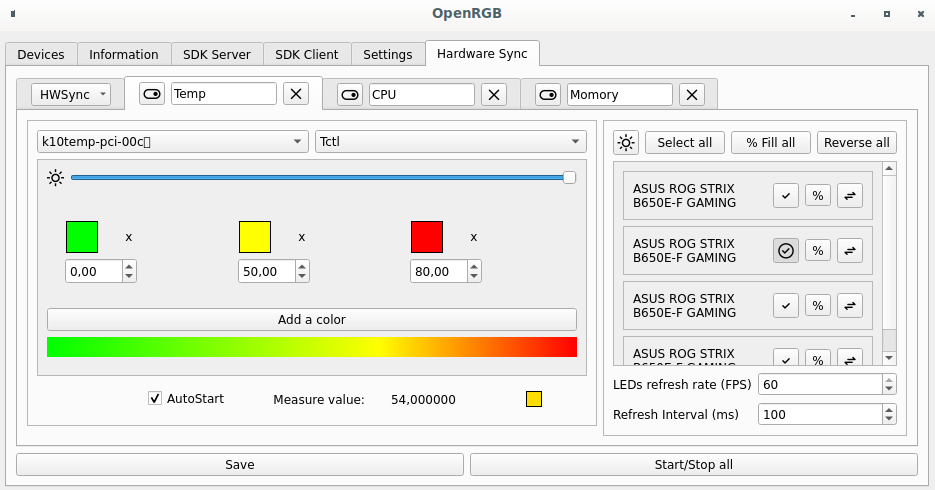 OpenRGB
Devices Information SDK Server SDK Client Settings Hardware Sync
HWSync Temp CPU Momory
k10temp-pci-00c Tctl
Select all % Fill all Reverse all
ASUS ROG STRIX
B650E-F GAMING %
ASUS ROG STRIX
B650E-F GAMING %
ASUS ROG STRIX
B650E-F GAMING %
ASUS ROG STRIX
B650E-F GAMING %
x x x
0,00 50,00 80,00
Add a color
AutoStart Measure value: 54,000000
LEDs refresh rate (FPS) 60
Refresh Interval (ms) 100
Save Start/Stop all